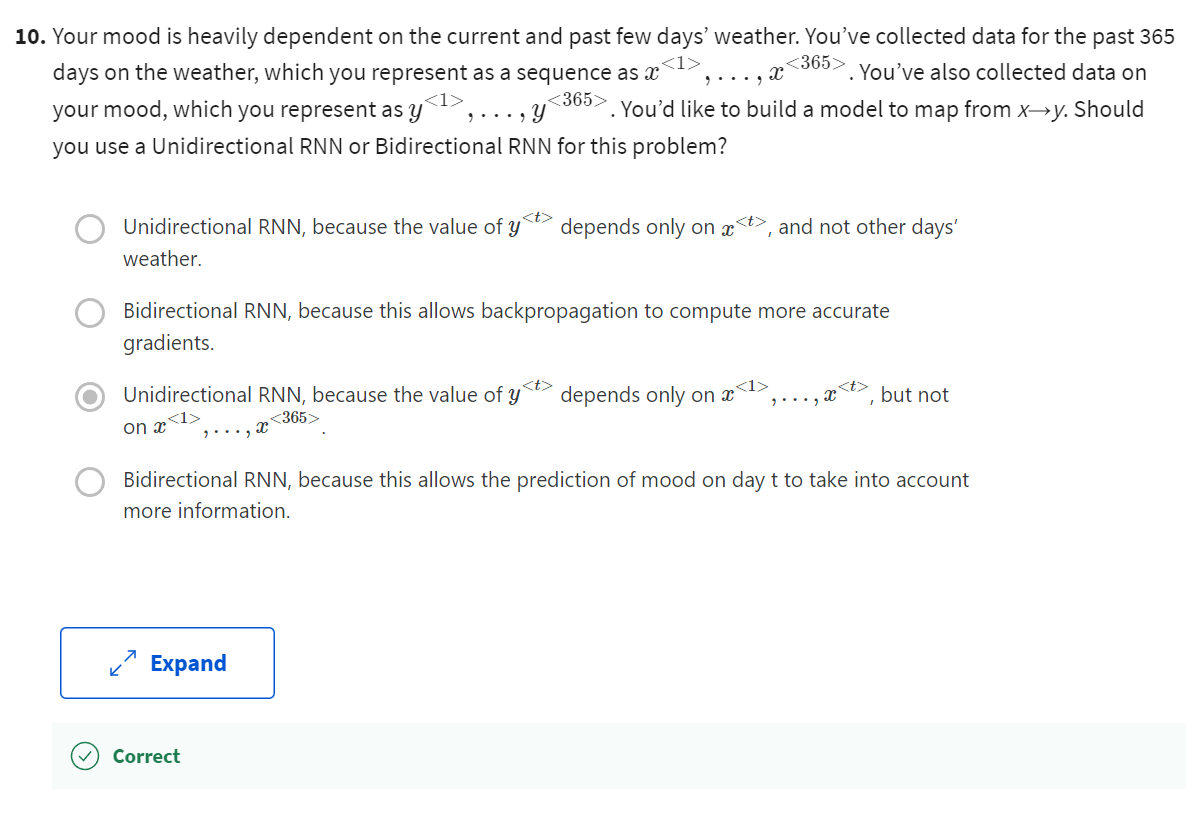 10. Your mood is heavily dependent on the current and past few days’ weather. You’ve collected data for the past 365
days on the weather, which you represent as a sequence as x<1>, . . . , x<365>. You’ve also collected data on
your mood, which you represent as y<1>, . . . , y<365>. You’d like to build a model to map from x→y. Should
you use a Unidirectional RNN or Bidirectional RNN for this problem?
Unidirectional RNN, because the value of y<t> depends only on x<t>, and not other days’
weather.
Bidirectional RNN, because this allows backpropagation to compute more accurate
gradients.
Unidirectional RNN, because the value of y<t> depends only on x<1>, . . . , x<t>, but not
on x<1>, . . . , x<365>.
Bidirectional RNN, because this allows the prediction of mood on day t to take into account
more information.
Expand
Correct